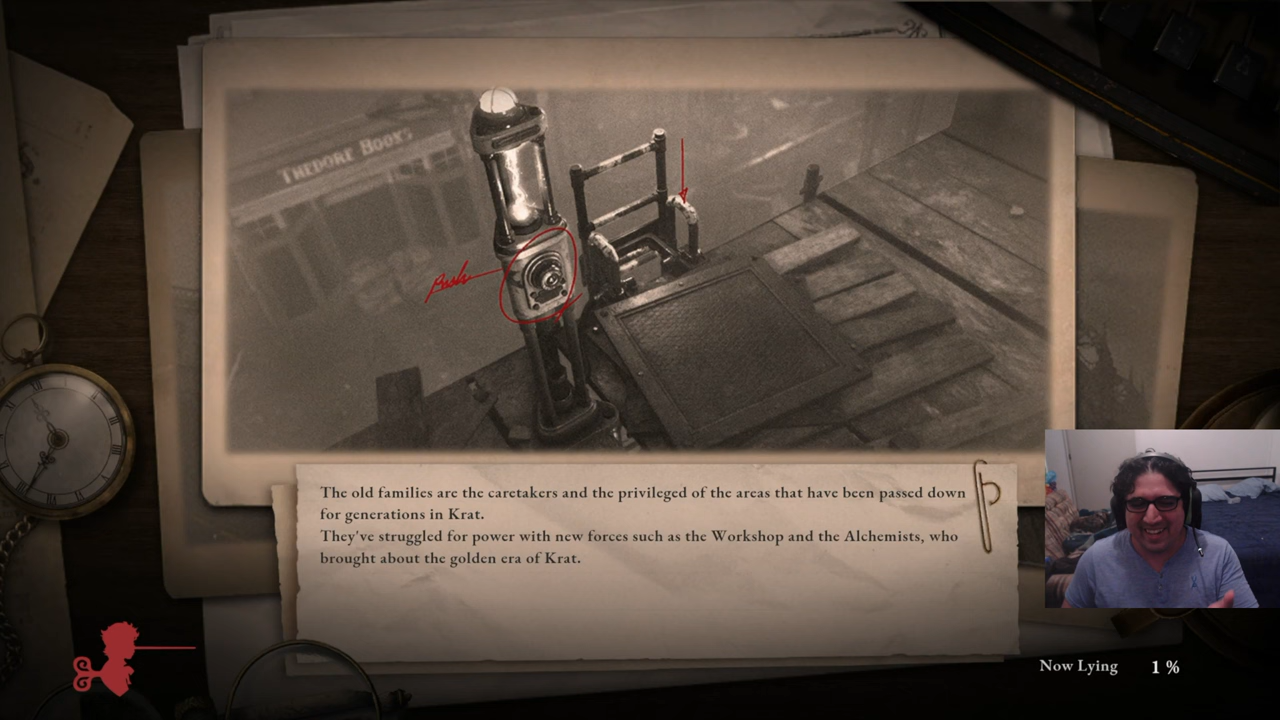 THEDORE BOOK'S
Push
The old families are the caretakers and the privileged of the areas that have been passed down
for generations in Krat.
They've struggled for power with new forces such as the Workshop and the Alchemists, who
brought about the golden era of Krat.
Now Lying 1 %